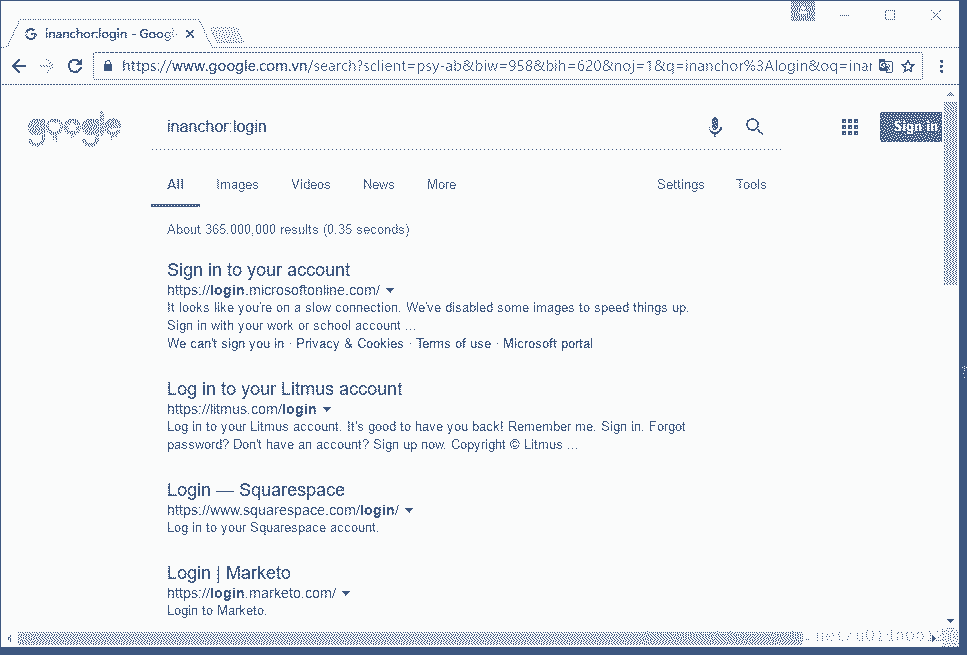 inanchor:login - Googl
https://www.google.com.vn/search?sclient=psy-ab&biw=958&bih=620&noj=1&q=inanchor%3Alogin&oq=inar
google
inanchor:login
Sign in
All Images Videos News More Settings Tools
About 365.000,000 results (0.35 seconds)
Sign in to your account
https://login.microsoftonline.com/
It looks like you're on a slow connection. We've disabled some images to speed things up.
Sign in with your work or school account ...
We can't sign you in · Privacy & Cookies · Terms of use · Microsoft portal
Log in to your Litmus account
https://litmus.com/login
Log in to your Litmus account. It's good to have you back! Remember me. Sign in. Forgot
password? Don't have an account? Sign up now. Copyright © Litmus ...
Login — Squarespace
https://www.squarespace.com/login/
Log in to your Squarespace account.
Login | Marketo
https://login.marketo.com/
Login to Marketo.